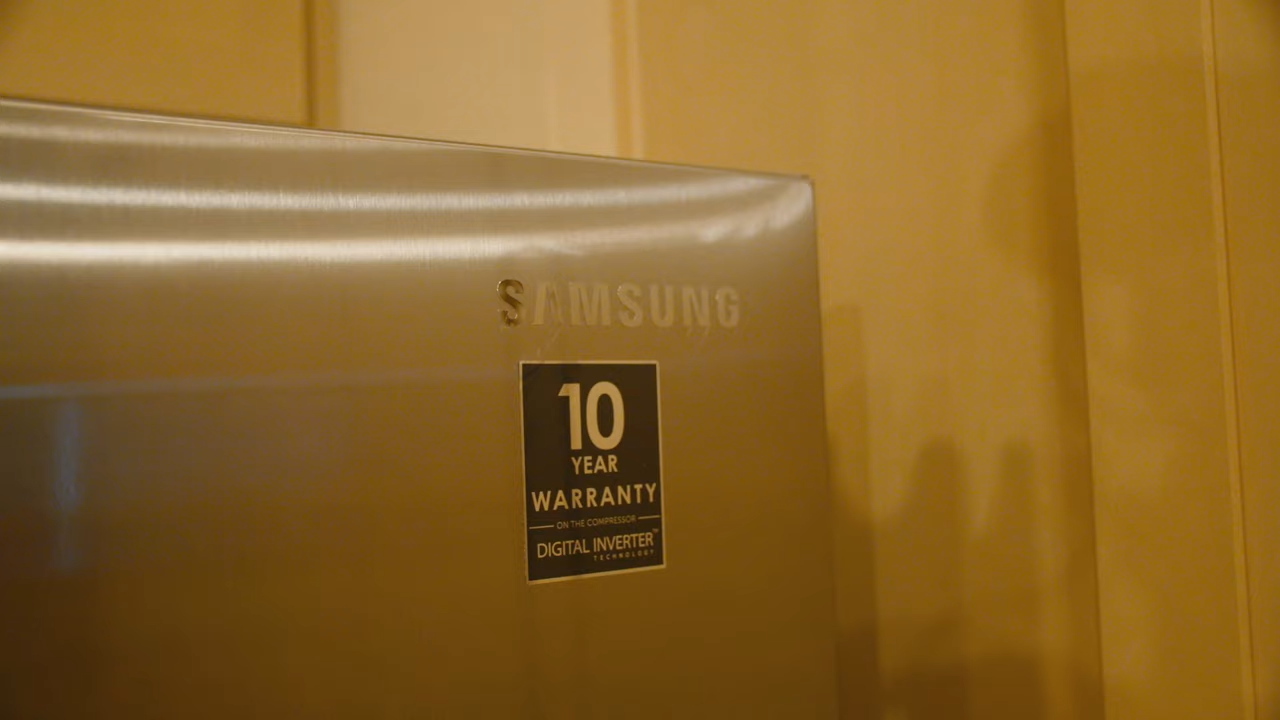 SAMSUNG
10
YEAR
WARRANTY
ON THE COMPRESSOR
DIGITAL INVERTER™
TECHNOLOGY